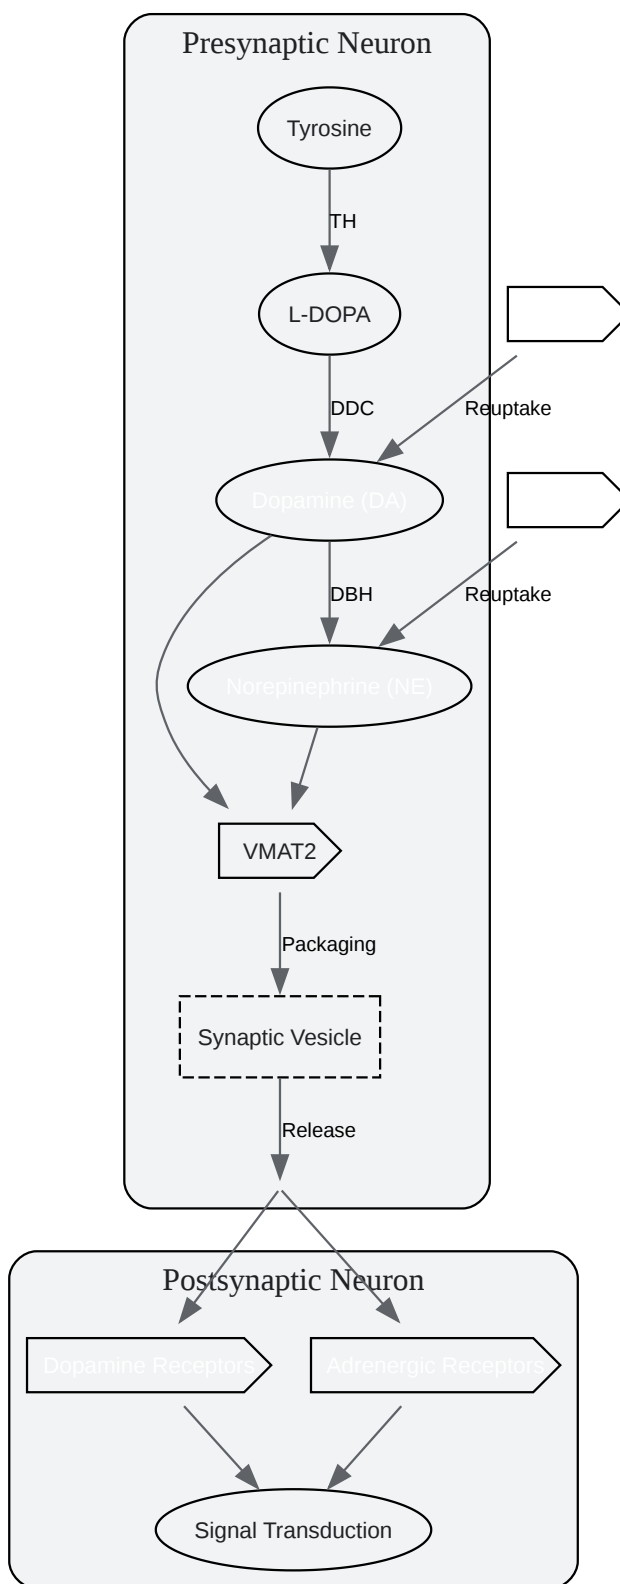 Presynaptic Neuron
Tyrosine
TH
L-DOPA
DDC
Reuptake
Dopamine (DA)
DBH
Reuptake
Norepinephrine (NE)
VMAT2
Packaging
Synaptic Vesicle
Release
Postsynaptic Neuron
Dopamine Receptors
Adrenergic Receptors
Signal Transduction